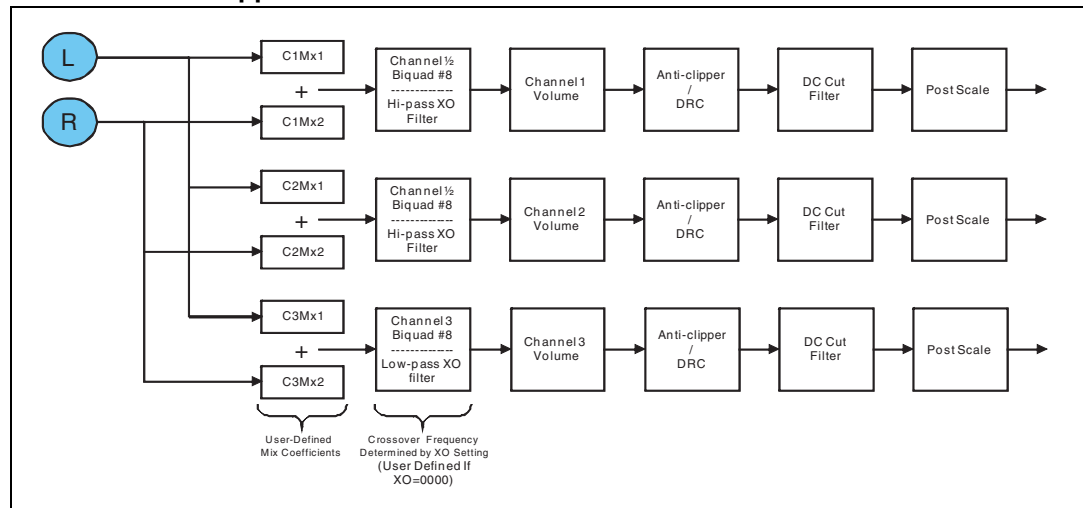 L
R
C1Mx1
+
C1Mx2
Channel ½
Biquad #8
--------------
Hi-pass XO
Filter
Channel 1
Volume
Anti-clipper
/
DRC
DC Cut
Filter
Post Scale
C2Mx1
+
C2Mx2
Channel ½
Biquad #8
--------------
Hi-pass XO
Filter
Channel 2
Volume
Anti-clipper
/
DRC
DC Cut
Filter
Post Scale
C3Mx1
+
C3Mx2
Channel 3
Biquad #8
--------------
Low-pass XO
filter
Channel 3
Volume
Anti-clipper
/
DRC
DC Cut
Filter
Post Scale
User-Defined
Mix Coefficients
Crossover Frequency
Determined by XO Setting
(User Defined If
XO=0000)